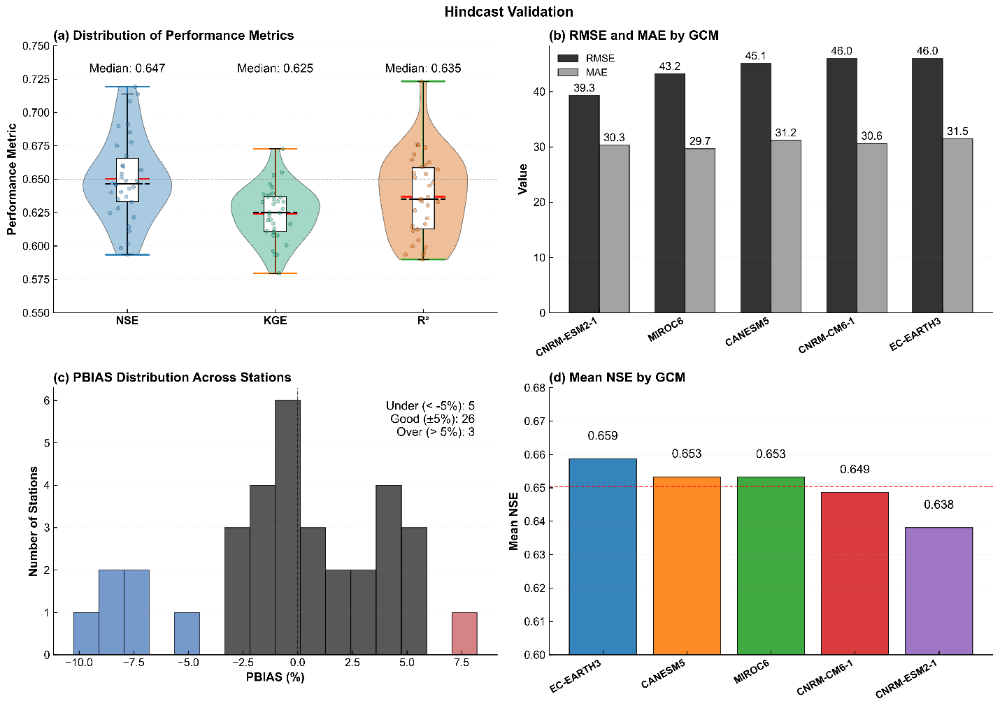 Hindcast Validation
(a) Distribution of Performance Metrics
Performance Metric
0.750
0.725
0.700
0.675
0.650
0.625
0.600
0.575
0.550
Median: 0.647
Median: 0.625
Median: 0.635
NSE
KGE
R²
(b) RMSE and MAE by GCM
RMSE
MAE
Value
40
30
20
10
0
39.3
30.3
43.2
29.7
45.1
31.2
46.0
30.6
46.0
31.5
CNRM-ESM2-1
MIROC6
CANESM5
CNRM-CM6-1
EC-EARTH3
(c) PBIAS Distribution Across Stations
Number of Stations
6
5
4
3
2
1
0
Under (< -5%): 5
Good (±5%): 26
Over (> 5%): 3
−10.0
−7.5
−5.0
−2.5
0.0
2.5
5.0
7.5
PBIAS (%)
(d) Mean NSE by GCM
Mean NSE
0.68
0.67
0.66
0.65
0.64
0.63
0.62
0.61
0.60
0.659
0.653
0.653
0.649
0.638
EC-EARTH3
CANESM5
MIROC6
CNRM-CM6-1
CNRM-ESM2-1